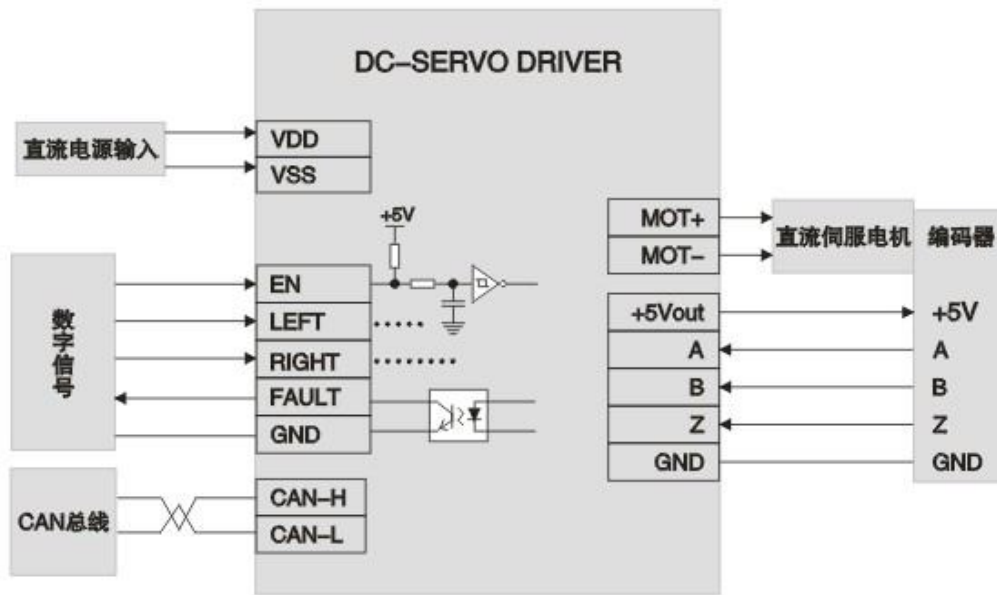 DC-SERVO DRIVER
直流电源输入
VDD
VSS
+5V
数字信号
EN
LEFT
RIGHT
FAULT
GND
CAN总线
CAN-H
CAN-L
MOT+
MOT-
直流伺服电机
编码器
+5Vout
+5V
A
A
B
B
Z
Z
GND
GND